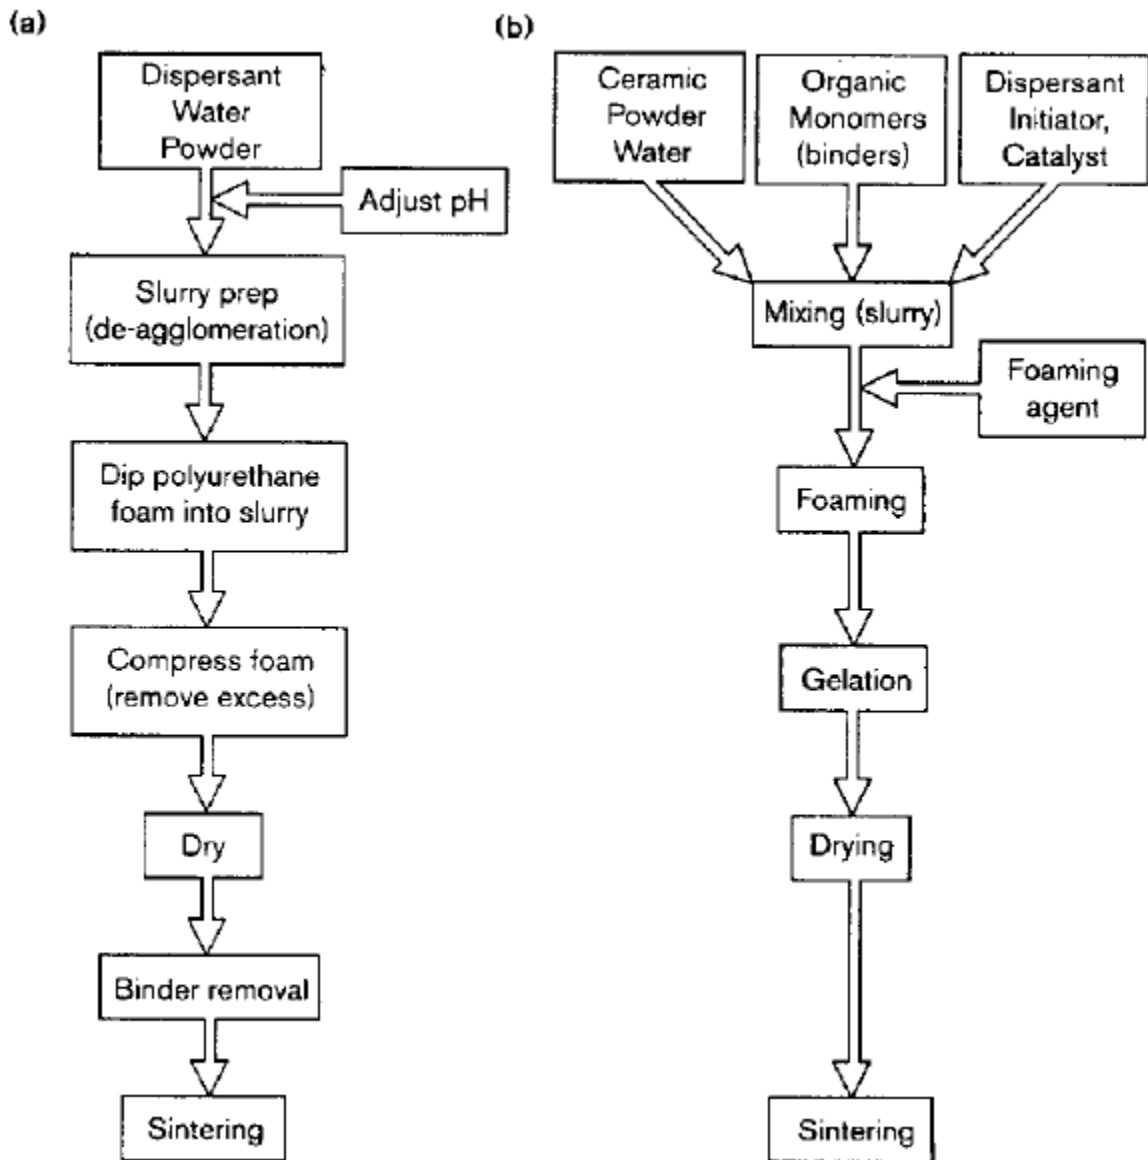 (a)
Dispersant
Water
Powder
Adjust pH
Slurry prep
(de-agglomeration)
Dip polyurethane
foam into slurry
Compress foam
(remove excess)
Dry
Binder removal
Sintering
(b)
Ceramic
Powder
Water
Organic
Monomers
(binders)
Dispersant
Initiator,
Catalyst
Mixing (slurry)
Foaming
agent
Foaming
Gelation
Drying
Sintering